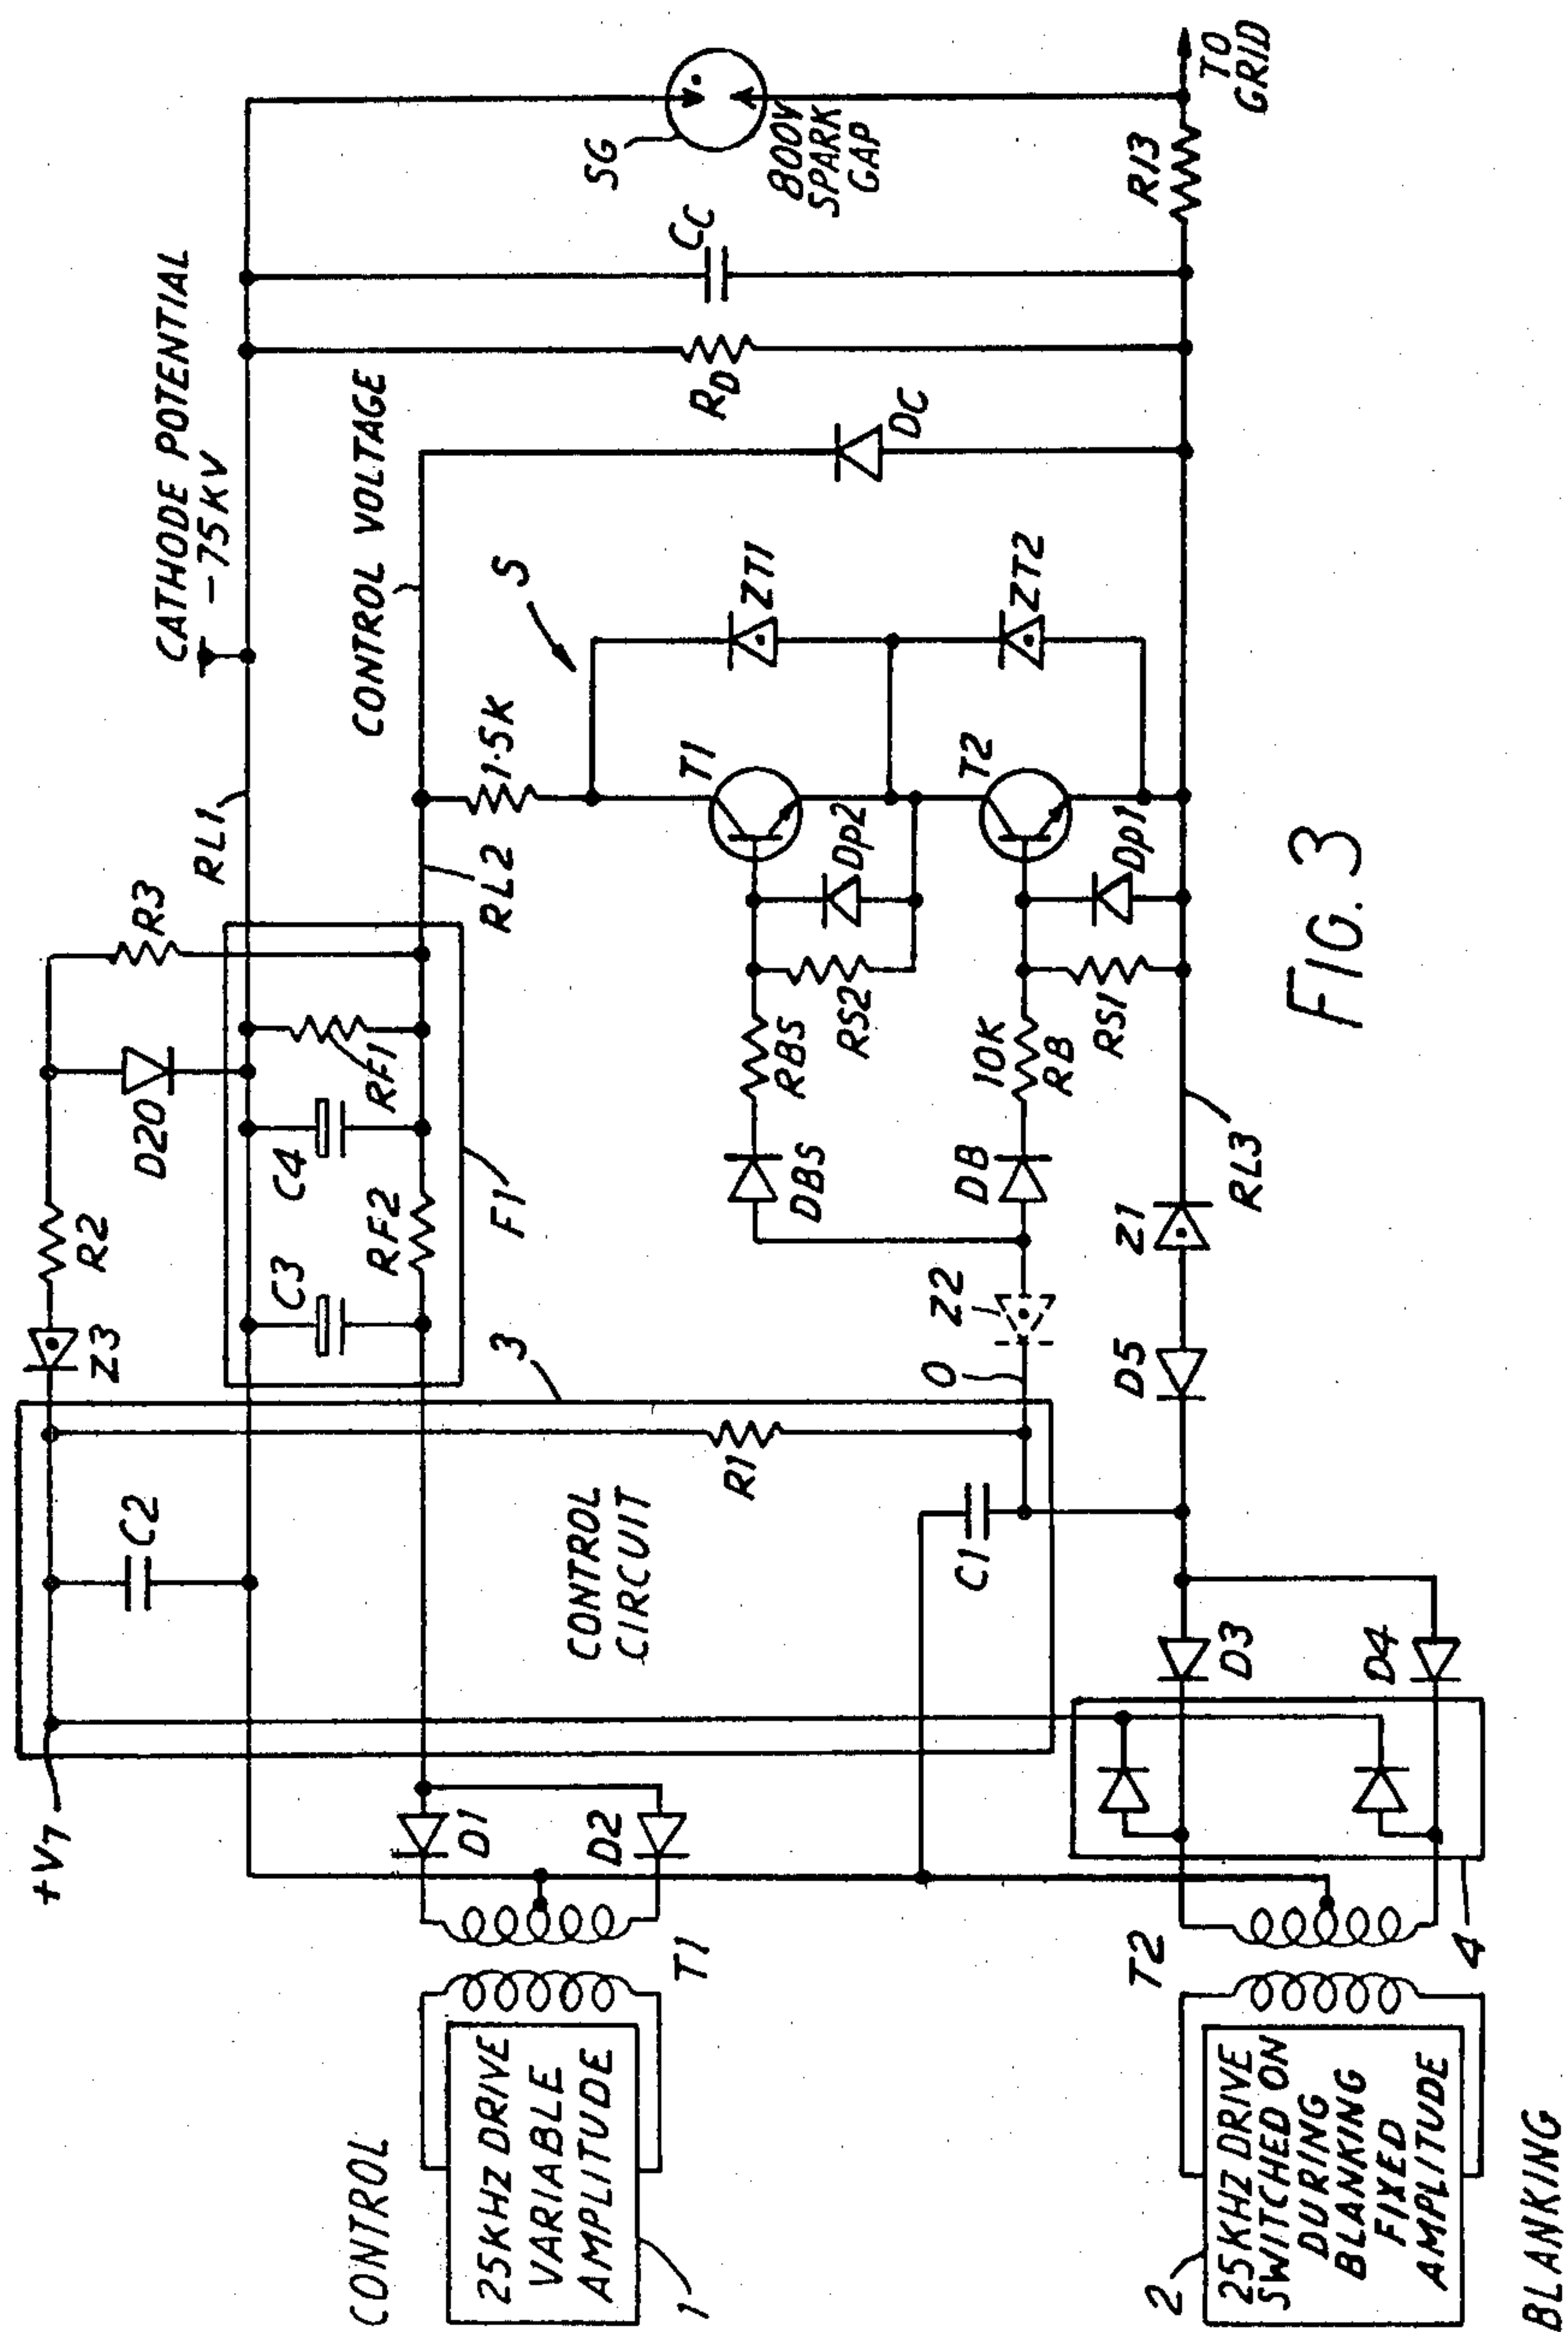 CONTROL
25KHZ DRIVE
VARIABLE
AMPLITUDE
1
T1
D1
D2
+V7
C2
CONTROL
CIRCUIT
R1
C1
3
Z3
R2
D20
R3
C3
C4
RF1
RF2
F1
RL1
CATHODE POTENTIAL
-75KV
CONTROL VOLTAGE
RL2
1·5K
S
T1
ZT1
ZT2
T2
DBS
RBS
RS2
Dp2
O
Z2
DB
10K
RB
RS1
Dp1
DC
RD
CC
SG
800V
SPARK
GAP
R13
TO
GRID
BLANKING
2
25KHZ DRIVE
SWITCHED ON
DURING
BLANKING
FIXED
AMPLITUDE
T2
4
D3
D4
D5
Z1
RL3
FIG. 3